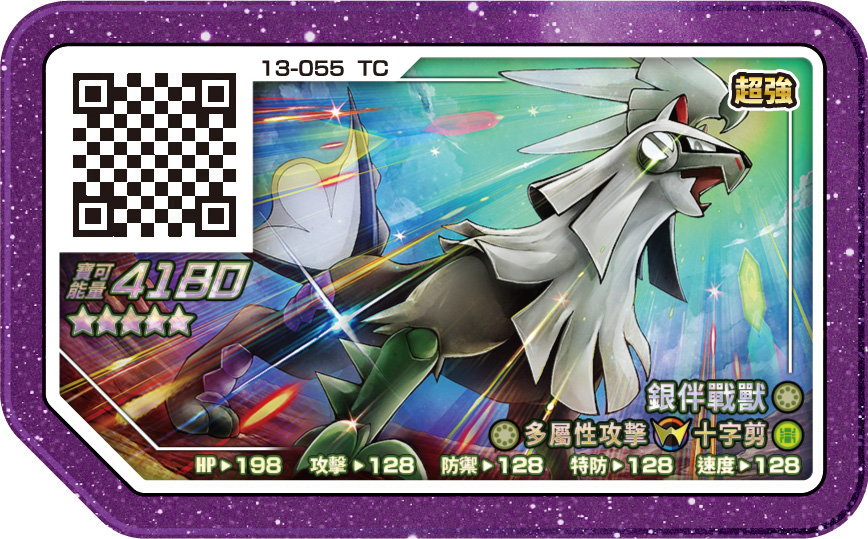 13-055 TC
超強
寶可
能量 4180
★★★★★
銀伴戰獸
多屬性攻擊 十字剪
HP▶198 攻擊▶128 防禦▶128 特防▶128 速度▶128